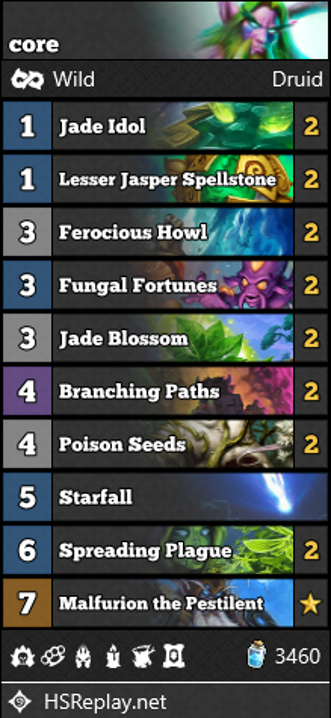 core
Wild Druid
1 Jade Idol 2
1 Lesser Jasper Spellstone 2
3 Ferocious Howl 2
3 Fungal Fortunes 2
3 Jade Blossom 2
4 Branching Paths 2
4 Poison Seeds 2
5 Starfall
6 Spreading Plague 2
7 Malfurion the Pestilent ★
3460
HSReplay.net